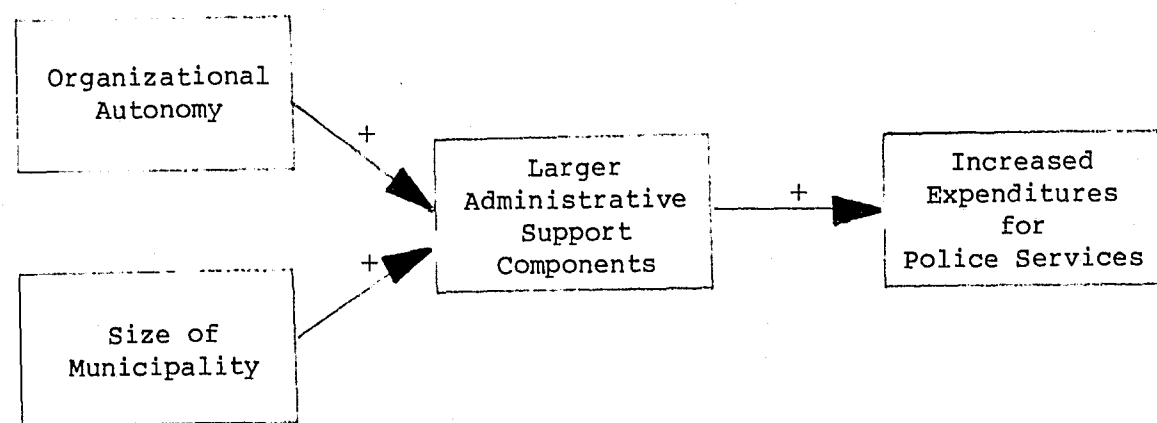 Organizational
Autonomy
+
Larger
Administrative
Support
Components
+
Increased
Expenditures
for
Police Services
+
Size of
Municipality